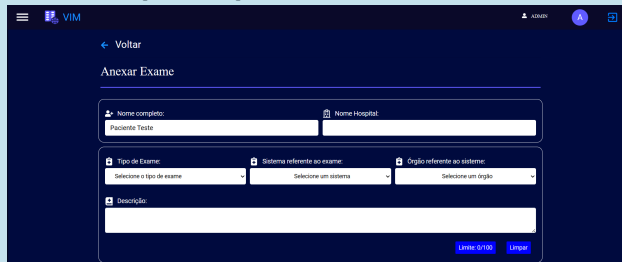 VIM
ADMIN
A
Voltar
Anexar Exame
Nome completo:
Nome Hospital:
Paciente Teste
Tipo de Exame:
Sistema referente ao exame:
Órgão referente ao sisteme:
Selecione o tipo de exame
Selecione um sistema
Selecione um órgão
Descrição:
Limite: 0/100
Limpar